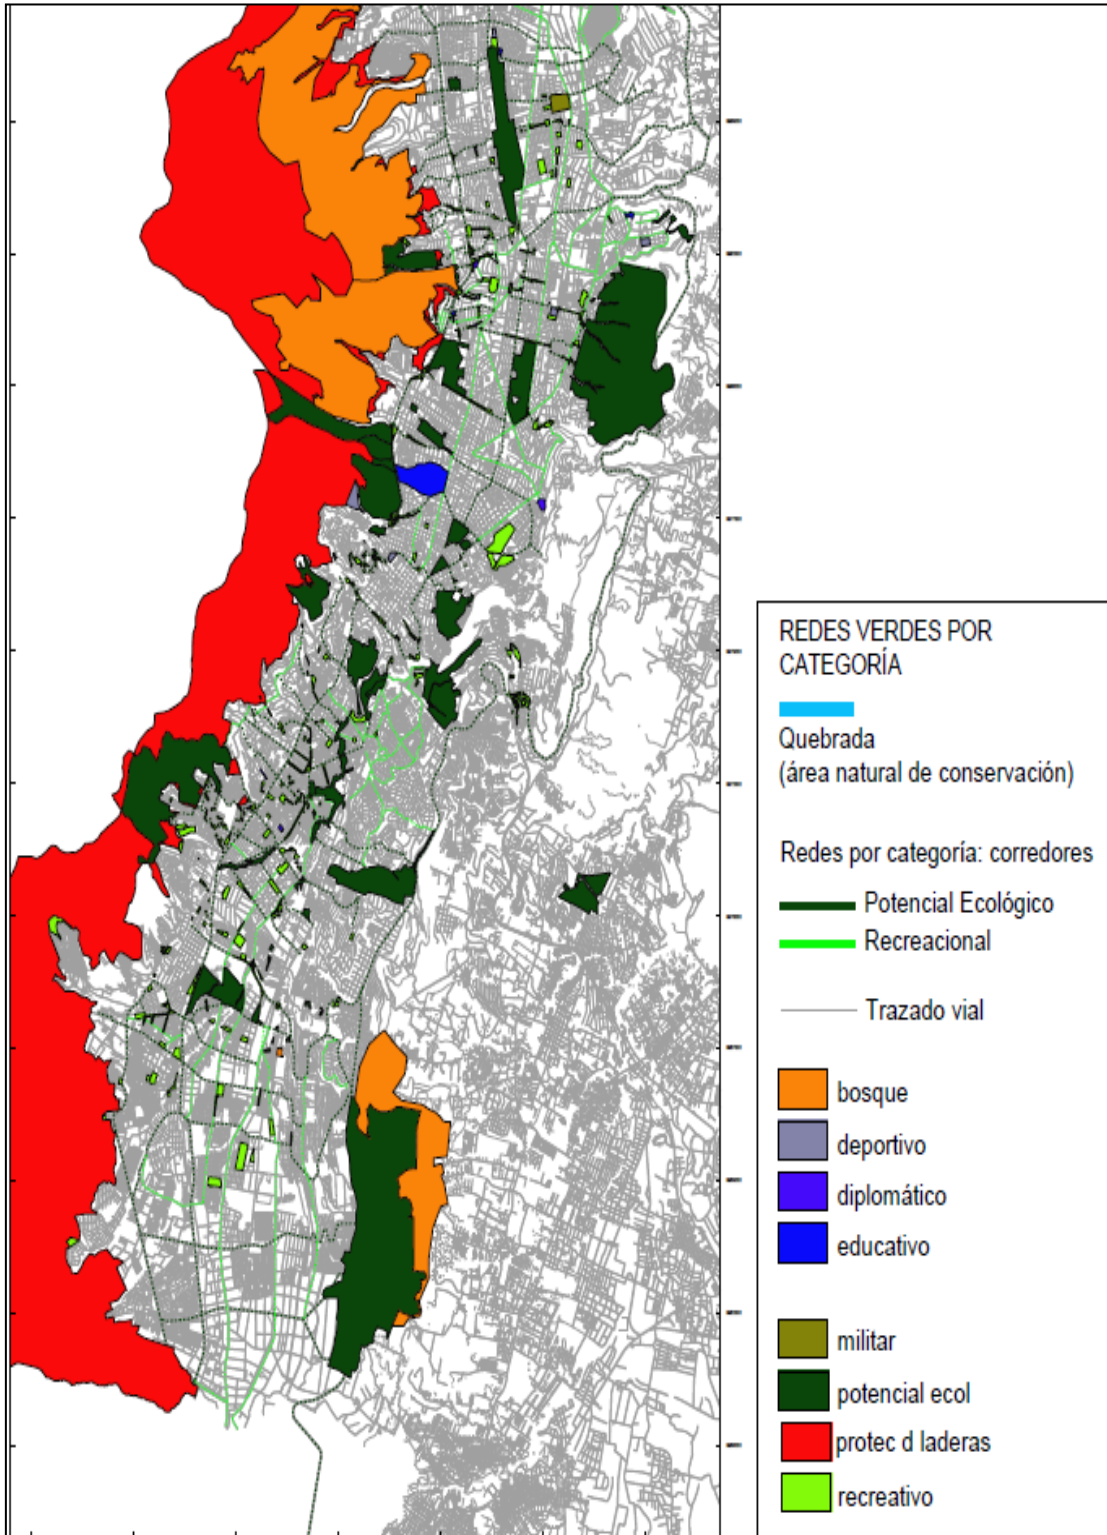 REDES VERDES POR
CATEGORÍA
Quebrada
(área natural de conservación)
Redes por categoría: corredores
Potencial Ecológico
Recreacional
Trazado vial
bosque
deportivo
diplomático
educativo
militar
potencial ecol
protec d laderas
recreativo